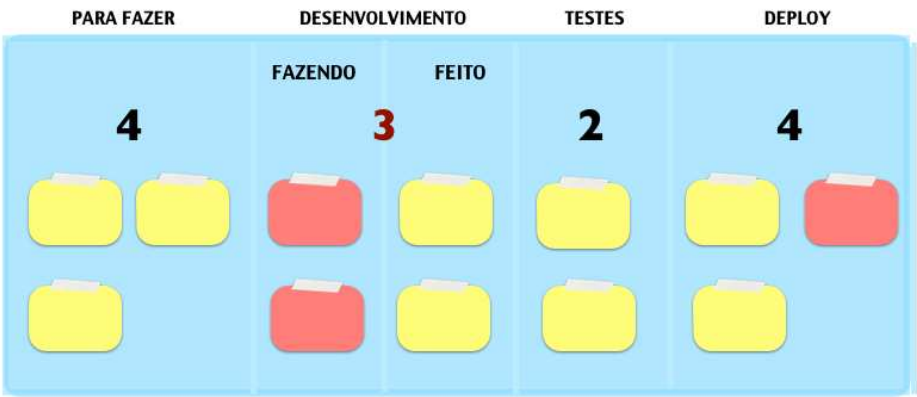 PARA FAZER DESENVOLVIMENTO TESTES DEPLOY
FAZENDO FEITO
4 3 2 4